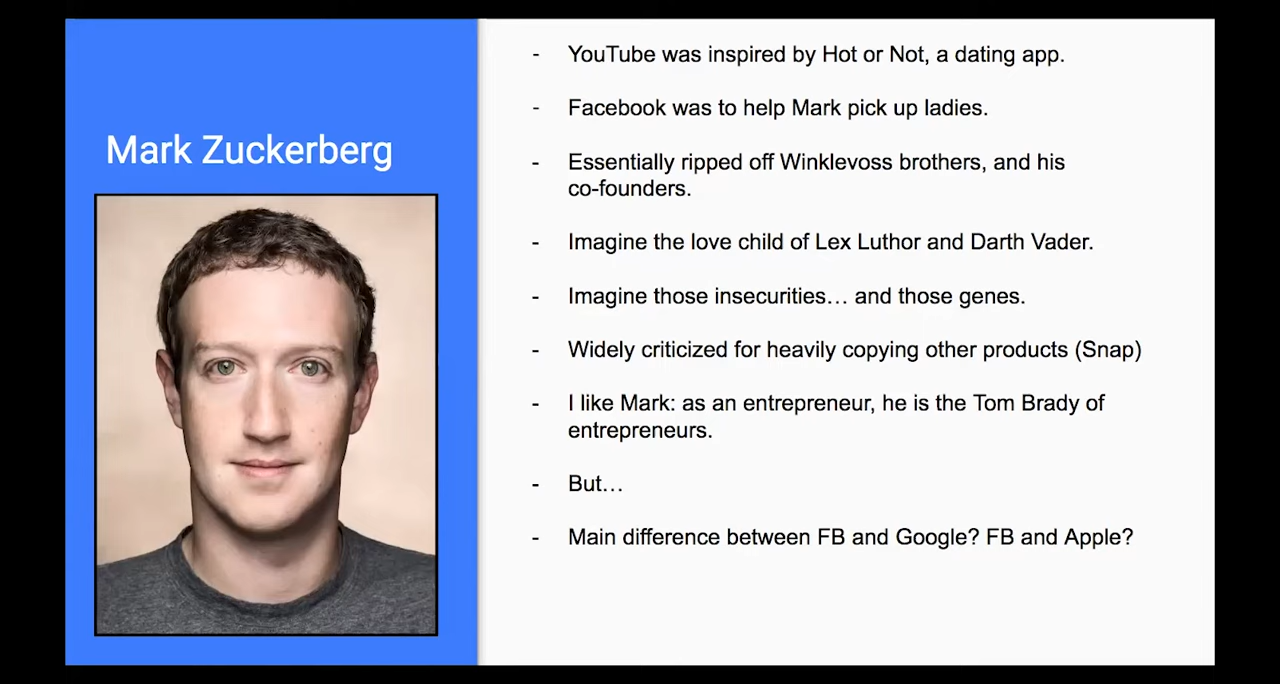 Mark Zuckerberg
- YouTube was inspired by Hot or Not, a dating app.
- Facebook was to help Mark pick up ladies.
- Essentially ripped off Winklevoss brothers, and his
co-founders.
- Imagine the love child of Lex Luthor and Darth Vader.
- Imagine those insecurities… and those genes.
- Widely criticized for heavily copying other products (Snap)
- I like Mark: as an entrepreneur, he is the Tom Brady of
entrepreneurs.
- But…
- Main difference between FB and Google? FB and Apple?